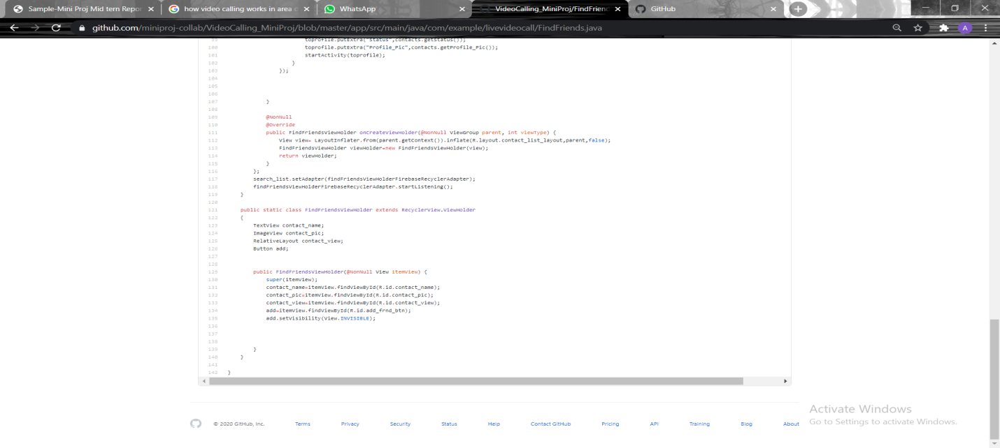 Sample-Mini Proj Mid tern Repor
how video calling works in area c
WhatsApp
VideoCalling_MiniProj/FindFrien
GitHub
github.com/miniproj-collab/VideoCalling_MiniProj/blob/master/app/src/main/java/com/example/livevideocall/FindFriends.java
99 toprofile.putExtra("status",contacts.getStatus());
100 toprofile.putExtra("Profile_Pic",contacts.getProfile_Pic());
101 startActivity(toprofile);
102 }
103 });
104
105
106
107 }
108
109 @NonNull
110 @Override
111 public FindFriendsViewHolder onCreateViewHolder(@NonNull ViewGroup parent, int viewType) {
112 View view= LayoutInflater.from(parent.getContext()).inflate(R.layout.contact_list_layout,parent,false);
113 FindFriendsViewHolder viewHolder=new FindFriendsViewHolder(view);
114 return viewHolder;
115 }
116 };
117 search_list.setAdapter(findFriendsViewHolderFirebaseRecyclerAdapter);
118 findFriendsViewHolderFirebaseRecyclerAdapter.startListening();
119 }
120
121 public static class FindFriendsViewHolder extends RecyclerView.ViewHolder
122 {
123 TextView contact_name;
124 ImageView contact_pic;
125 RelativeLayout contact_view;
126 Button add;
127
128
129 public FindFriendsViewHolder(@NonNull View itemView) {
130 super(itemView);
131 contact_name=itemView.findViewById(R.id.contact_name);
132 contact_pic=itemView.findViewById(R.id.contact_pic);
133 contact_view=itemView.findViewById(R.id.contact_view);
134 add=itemView.findViewById(R.id.add_frnd_btn);
135 add.setVisibility(View.INVISIBLE);
136
137
138
139 }
140 }
141
142 }
© 2020 GitHub, Inc. Terms Privacy Security Status Help Contact GitHub Pricing API Training Blog About
Activate Windows
Go to Settings to activate Windows.
A